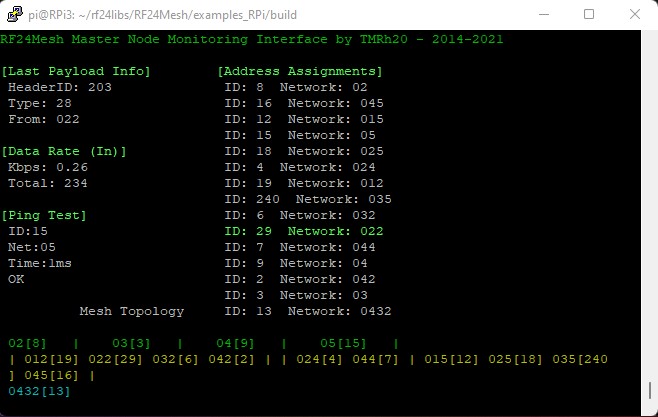 pi@RPi3: ~/rf24libs/RF24Mesh/examples_RPi/build
RF24Mesh Master Node Monitoring Interface by TMRh20 - 2014-2021
[Last Payload Info] [Address Assignments]
HeaderID: 203 ID: 8 Network: 02
Type: 28 ID: 16 Network: 045
From: 022 ID: 12 Network: 015
ID: 15 Network: 05
[Data Rate (In)] ID: 18 Network: 025
Kbps: 0.26 ID: 4 Network: 024
Total: 234 ID: 19 Network: 012
ID: 240 Network: 035
[Ping Test] ID: 6 Network: 032
ID:15 ID: 29 Network: 022
Net:05 ID: 7 Network: 044
Time:1ms ID: 9 Network: 04
OK ID: 2 Network: 042
ID: 3 Network: 03
Mesh Topology ID: 13 Network: 0432
02[8] | 03[3] | 04[9] | 05[15] |
| 012[19] 022[29] 032[6] 042[2] | | 024[4] 044[7] | 015[12] 025[18] 035[240
] 045[16] |
0432[13]